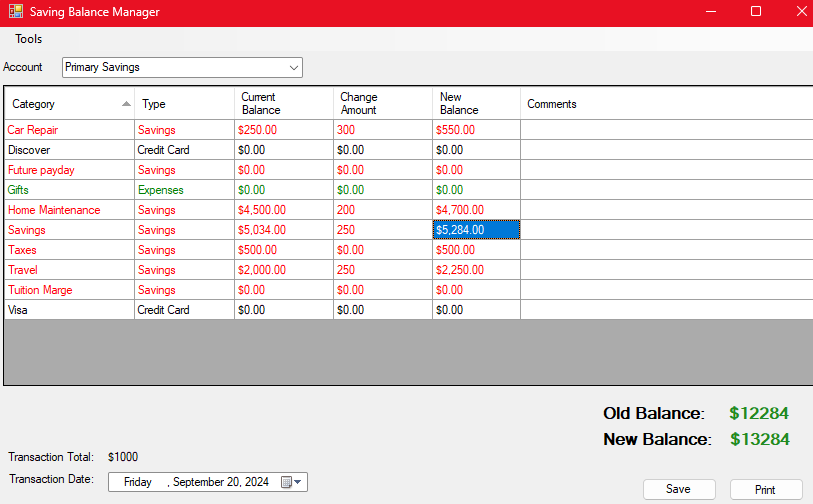 Saving Balance Manager
Tools
Account Primary Savings
Category Type Current Balance Change Amount New Balance Comments
Car Repair Savings $250.00 300 $550.00
Discover Credit Card $0.00 $0.00 $0.00
Future payday Savings $0.00 $0.00 $0.00
Gifts Expenses $0.00 $0.00 $0.00
Home Maintenance Savings $4,500.00 200 $4,700.00
Savings Savings $5,034.00 250 $5,284.00
Taxes Savings $500.00 $0.00 $500.00
Travel Savings $2,000.00 250 $2,250.00
Tuition Marge Savings $0.00 $0.00 $0.00
Visa Credit Card $0.00 $0.00 $0.00
Old Balance: $12284
New Balance: $13284
Transaction Total: $1000
Transaction Date: Friday , September 20, 2024
Save Print